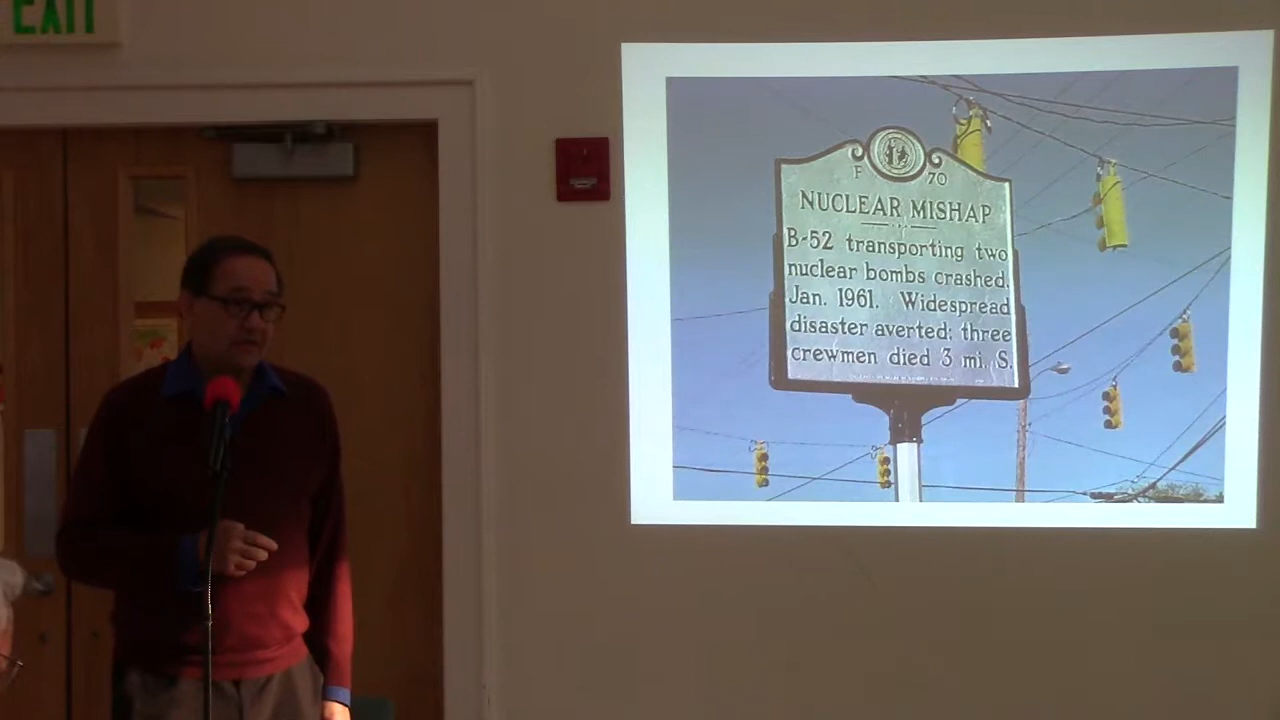 EXIT
F 70
NUCLEAR MISHAP
B-52 transporting two
nuclear bombs crashed,
Jan. 1961. Widespread
disaster averted: three
crewmen died 3 mi. S.